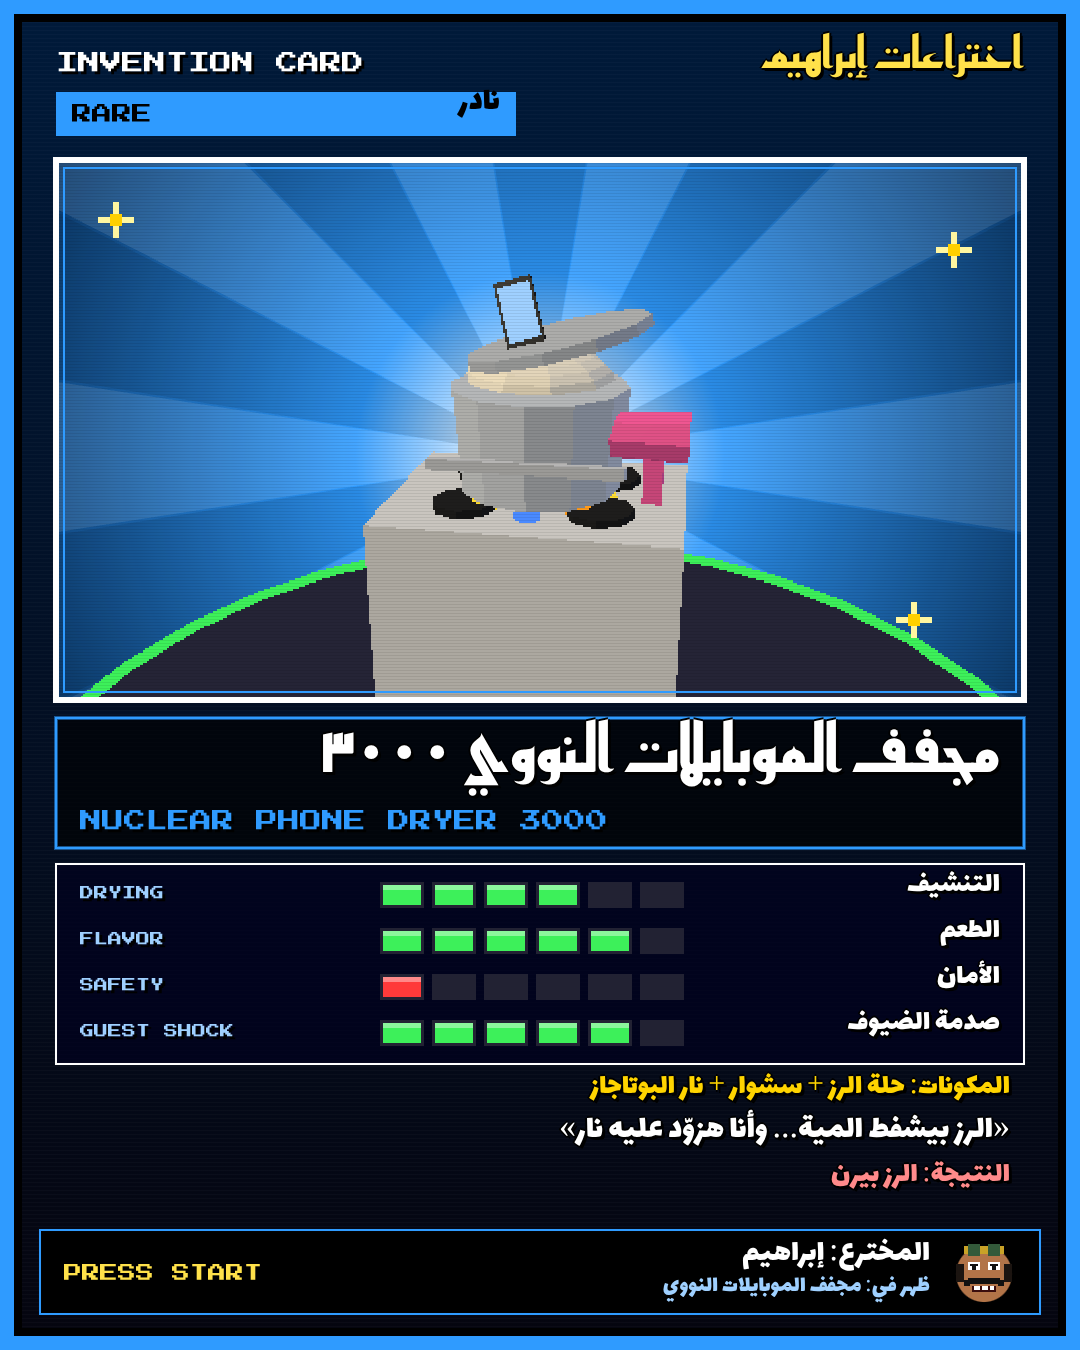 INVENTION CARD
اختراعات إبراهيم
RARE
نادر
مجفف الموبايلات النووي ٣٠٠٠
NUCLEAR PHONE DRYER 3000
DRYING
التنشيف
FLAVOR
الطعم
SAFETY
الأمان
GUEST SHOCK
صدمة الضيوف
المكونات: حلة الرز + سشوار + نار البوتاجاز
«الرز بيشفط المية... وأنا هزوّد عليه نار»
النتيجة: الرز بيرن
PRESS START
المخترع: إبراهيم
ظهر في: مجفف الموبايلات النووي